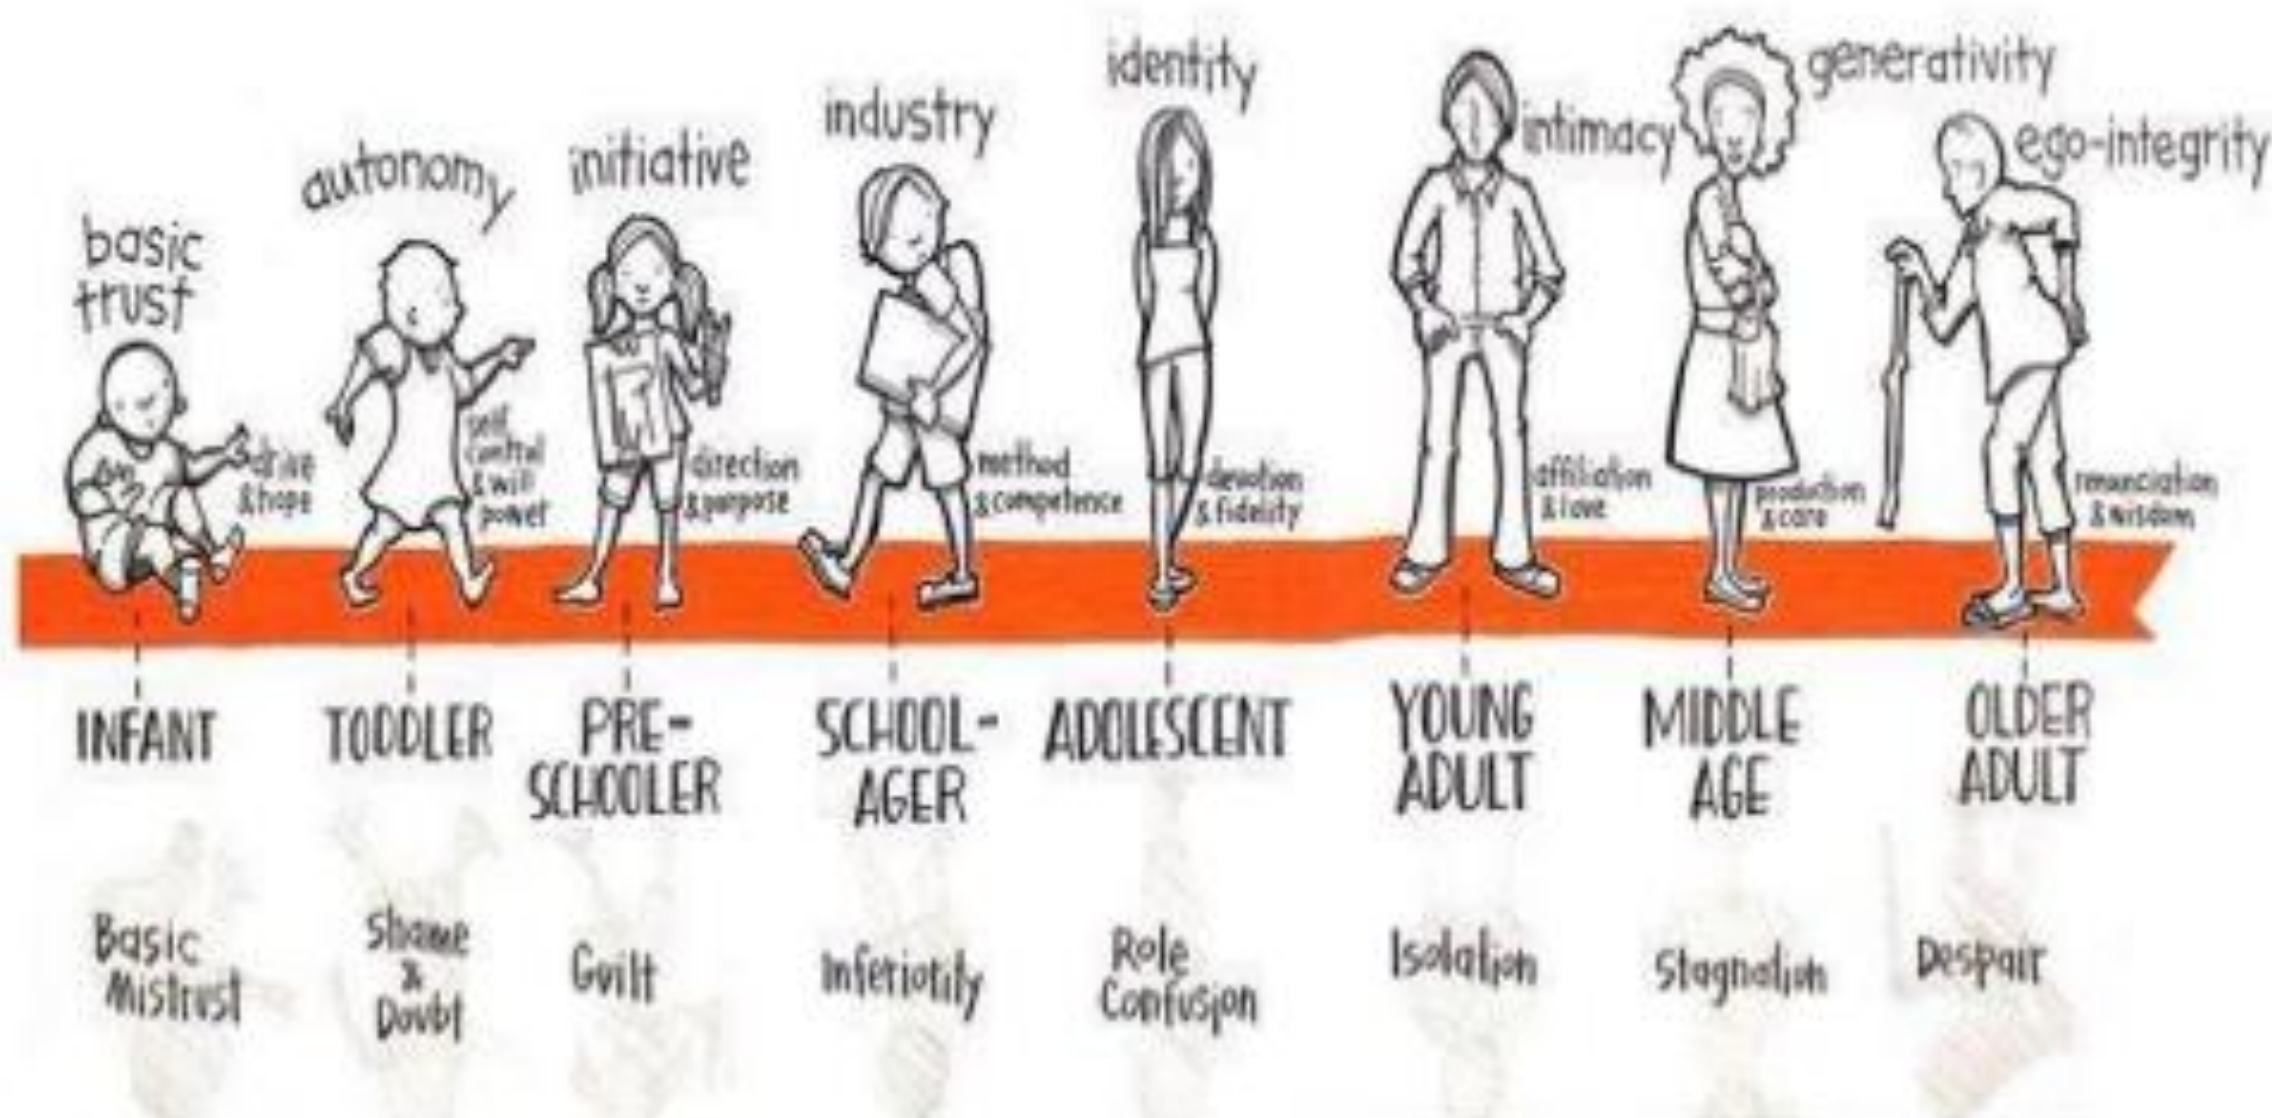 basic
trust
autonomy
initiative
industry
identity
intimacy
generativity
ego-integrity
drive
& hope
self
control
& will
power
direction
& purpose
method
& competence
devotion
& fidelity
affiliation
& love
production
& care
renunciation
& wisdom
INFANT
TODDLER
PRE-
SCHOOLER
SCHOOL-
AGER
ADOLESCENT
YOUNG
ADULT
MIDDLE
AGE
OLDER
ADULT
Basic
Mistrust
Shame
&
Doubt
Guilt
Inferiority
Role
Confusion
Isolation
Stagnation
Despair